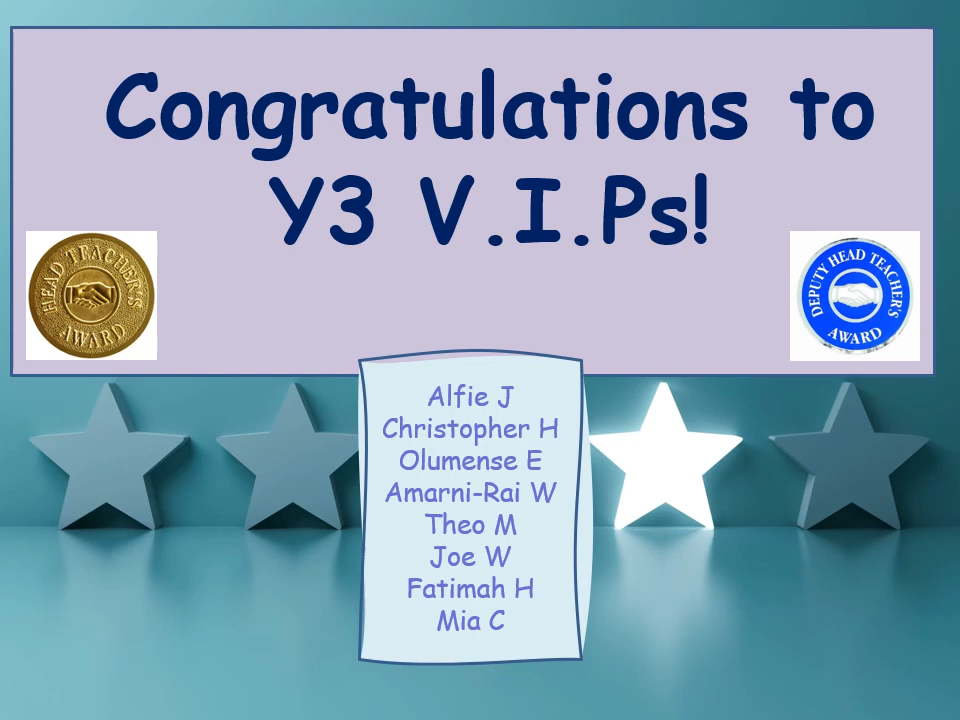 Congratulations to
Y3 V.I.Ps!
HEAD TEACHER'S
AWARD
DEPUTY HEAD TEACHER'S
AWARD
Alfie J
Christopher H
Olumense E
Amarni-Rai W
Theo M
Joe W
Fatimah H
Mia C